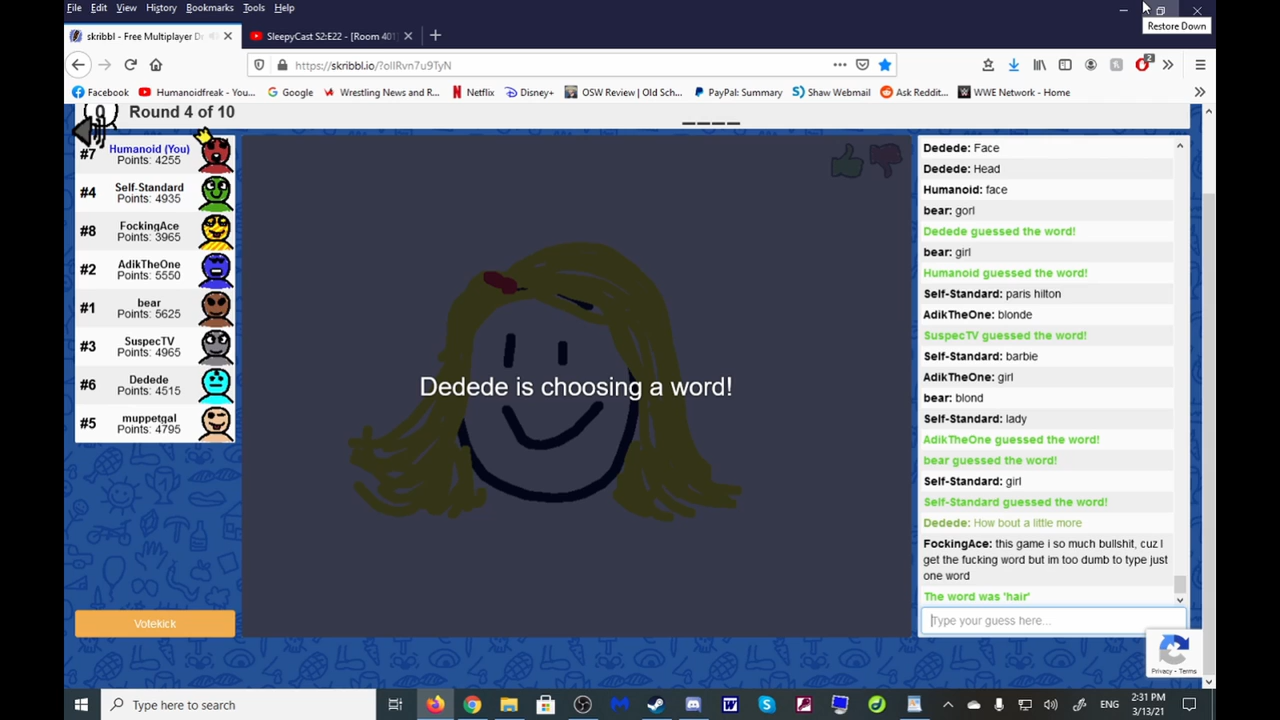 File Edit View History Bookmarks Tools Help
Restore Down
skribbl - Free Multiplayer Dr
SleepyCast S2:E22 - [Room 401
https://skribbl.io/?olIRvn7u9TyN
2
Facebook Humanoidfreak - You... Google Wrestling News and R... Netflix Disney+ OSW Review | Old Sch... PayPal: Summary Shaw Webmail Ask Reddit... WWE Network - Home
0 Round 4 of 10
#7 Humanoid (You)
Points: 4255
#4 Self-Standard
Points: 4935
#8 FockingAce
Points: 3965
#2 AdikTheOne
Points: 5550
#1 bear
Points: 5625
#3 SuspecTV
Points: 4965
#6 Dedede
Points: 4515
#5 muppetgal
Points: 4795
Votekick
Dedede is choosing a word!
Dedede: Face
Dedede: Head
Humanoid: face
bear: gorl
Dedede guessed the word!
bear: girl
Humanoid guessed the word!
Self-Standard: paris hilton
AdikTheOne: blonde
SuspecTV guessed the word!
Self-Standard: barbie
AdikTheOne: girl
bear: blond
Self-Standard: lady
AdikTheOne guessed the word!
bear guessed the word!
Self-Standard: girl
Self-Standard guessed the word!
Dedede: How bout a little more
FockingAce: this game i so much bullshit, cuz I
get the fucking word but im too dumb to type just
one word
The word was 'hair'
Type your guess here...
Privacy - Terms
Type here to search
ENG
2:31 PM
3/13/21